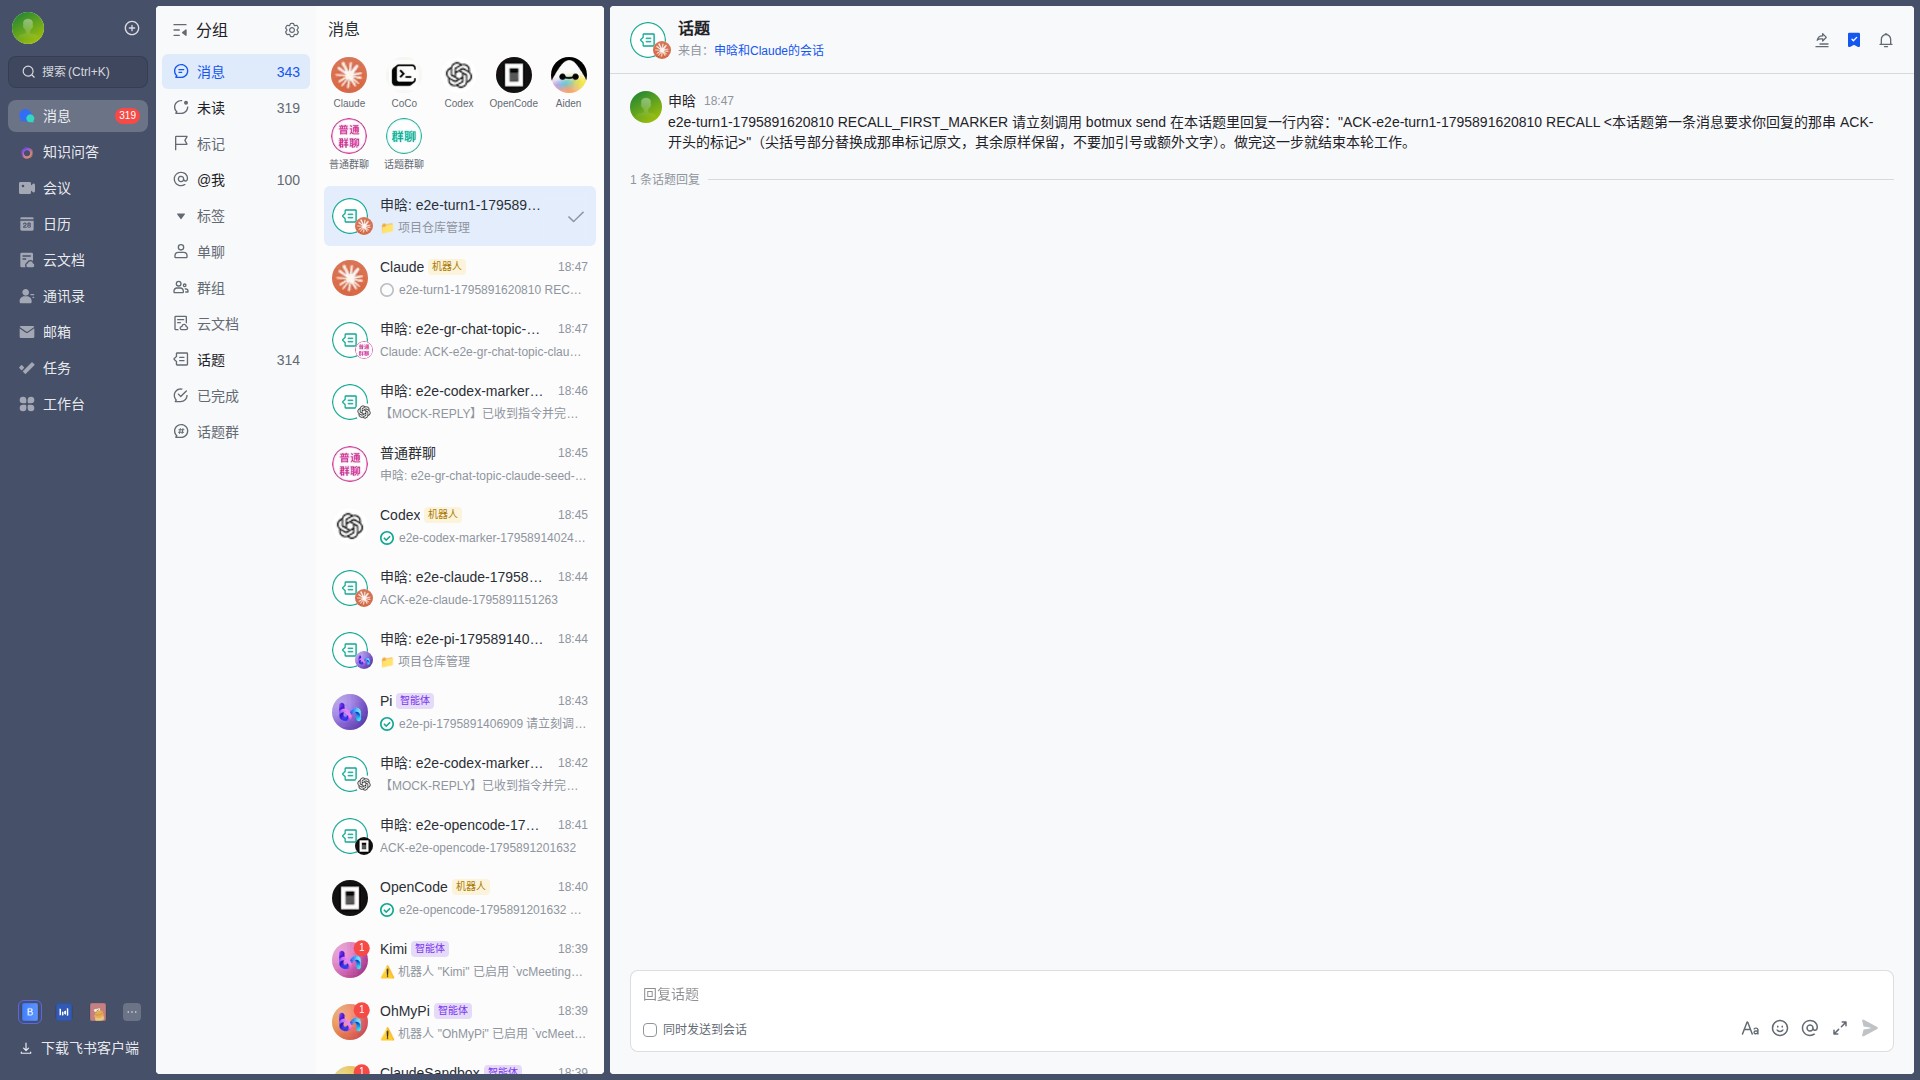 搜索 (Ctrl+K)
消息 319
知识问答
会议
日历
云文档
通讯录
邮箱
任务
工作台
下载飞书客户端
分组
消息 343
未读 319
标记
@我 100
标签
单聊
群组
云文档
话题 314
已完成
话题群
消息
Claude CoCo Codex OpenCode Aiden
普通群聊 群聊
普通群聊 话题群聊
申晗: e2e-turn1-179589…
📁 项目仓库管理
Claude 机器人 18:47
e2e-turn1-1795891620810 REC…
申晗: e2e-gr-chat-topic-… 18:47
Claude: ACK-e2e-gr-chat-topic-clau…
申晗: e2e-codex-marker… 18:46
【MOCK-REPLY】已收到指令并完…
普通群聊 普通群聊 18:45
申晗: e2e-gr-chat-topic-claude-seed-…
Codex 机器人 18:45
e2e-codex-marker-17958914024…
申晗: e2e-claude-17958… 18:44
ACK-e2e-claude-1795891151263
申晗: e2e-pi-179589140… 18:44
📁 项目仓库管理
Pi 智能体 18:43
e2e-pi-1795891406909 请立刻调…
申晗: e2e-codex-marker… 18:42
【MOCK-REPLY】已收到指令并完…
申晗: e2e-opencode-17… 18:41
ACK-e2e-opencode-1795891201632
OpenCode 机器人 18:40
e2e-opencode-1795891201632 …
Kimi 智能体 18:39
1
⚠️ 机器人 "Kimi" 已启用 `vcMeeting…
OhMyPi 智能体 18:39
1
⚠️ 机器人 "OhMyPi" 已启用 `vcMeet…
ClaudeSandbox 智能体 18:39
1
话题
来自：申晗和Claude的会话
申晗 18:47
e2e-turn1-1795891620810 RECALL_FIRST_MARKER 请立刻调用 botmux send 在本话题里回复一行内容："ACK-e2e-turn1-1795891620810 RECALL <本话题第一条消息要求你回复的那串 ACK-
开头的标记>"（尖括号部分替换成那串标记原文，其余原样保留，不要加引号或额外文字）。做完这一步就结束本轮工作。
1 条话题回复
回复话题
同时发送到会话